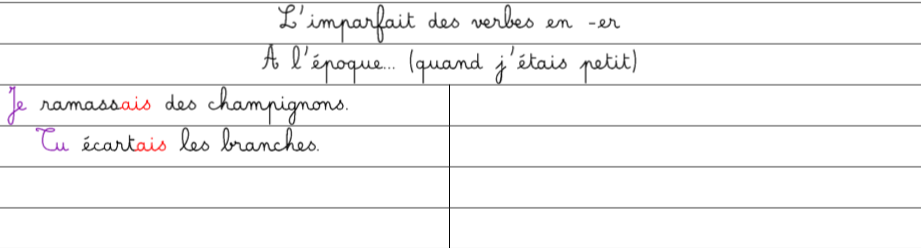 L'imparfait des verbes en -er
A l'époque... (quand j'étais petit)
Je ramassais des champignons.
Tu écartais les branches.